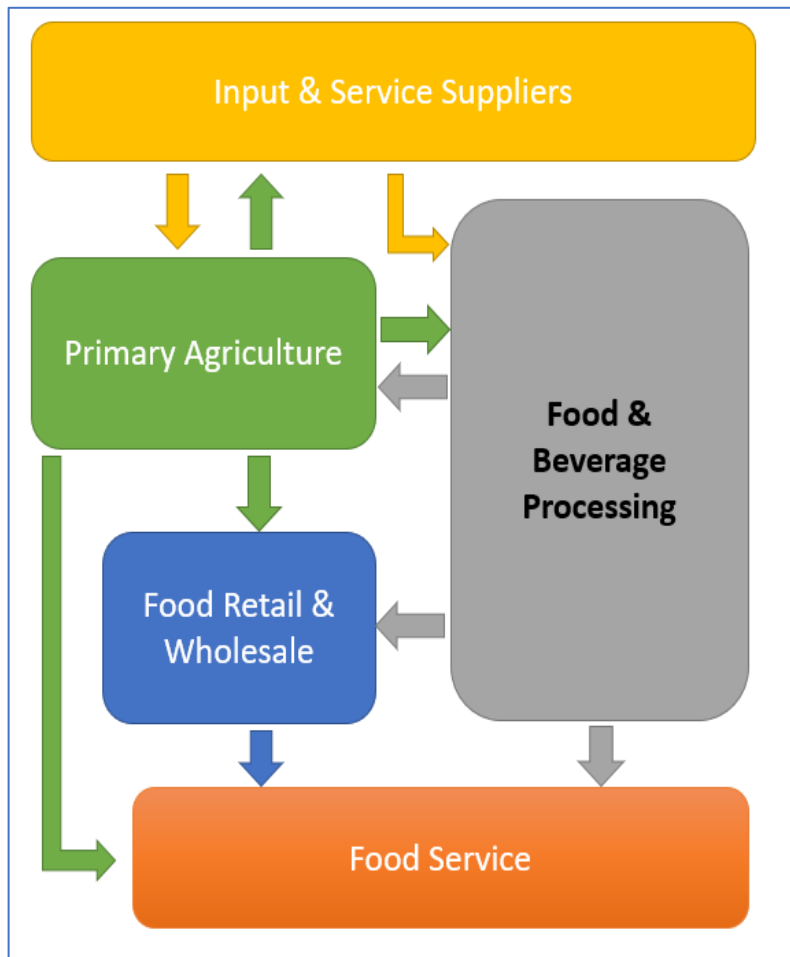 Input & Service Suppliers
Primary Agriculture
Food &
Beverage
Processing
Food Retail &
Wholesale
Food Service